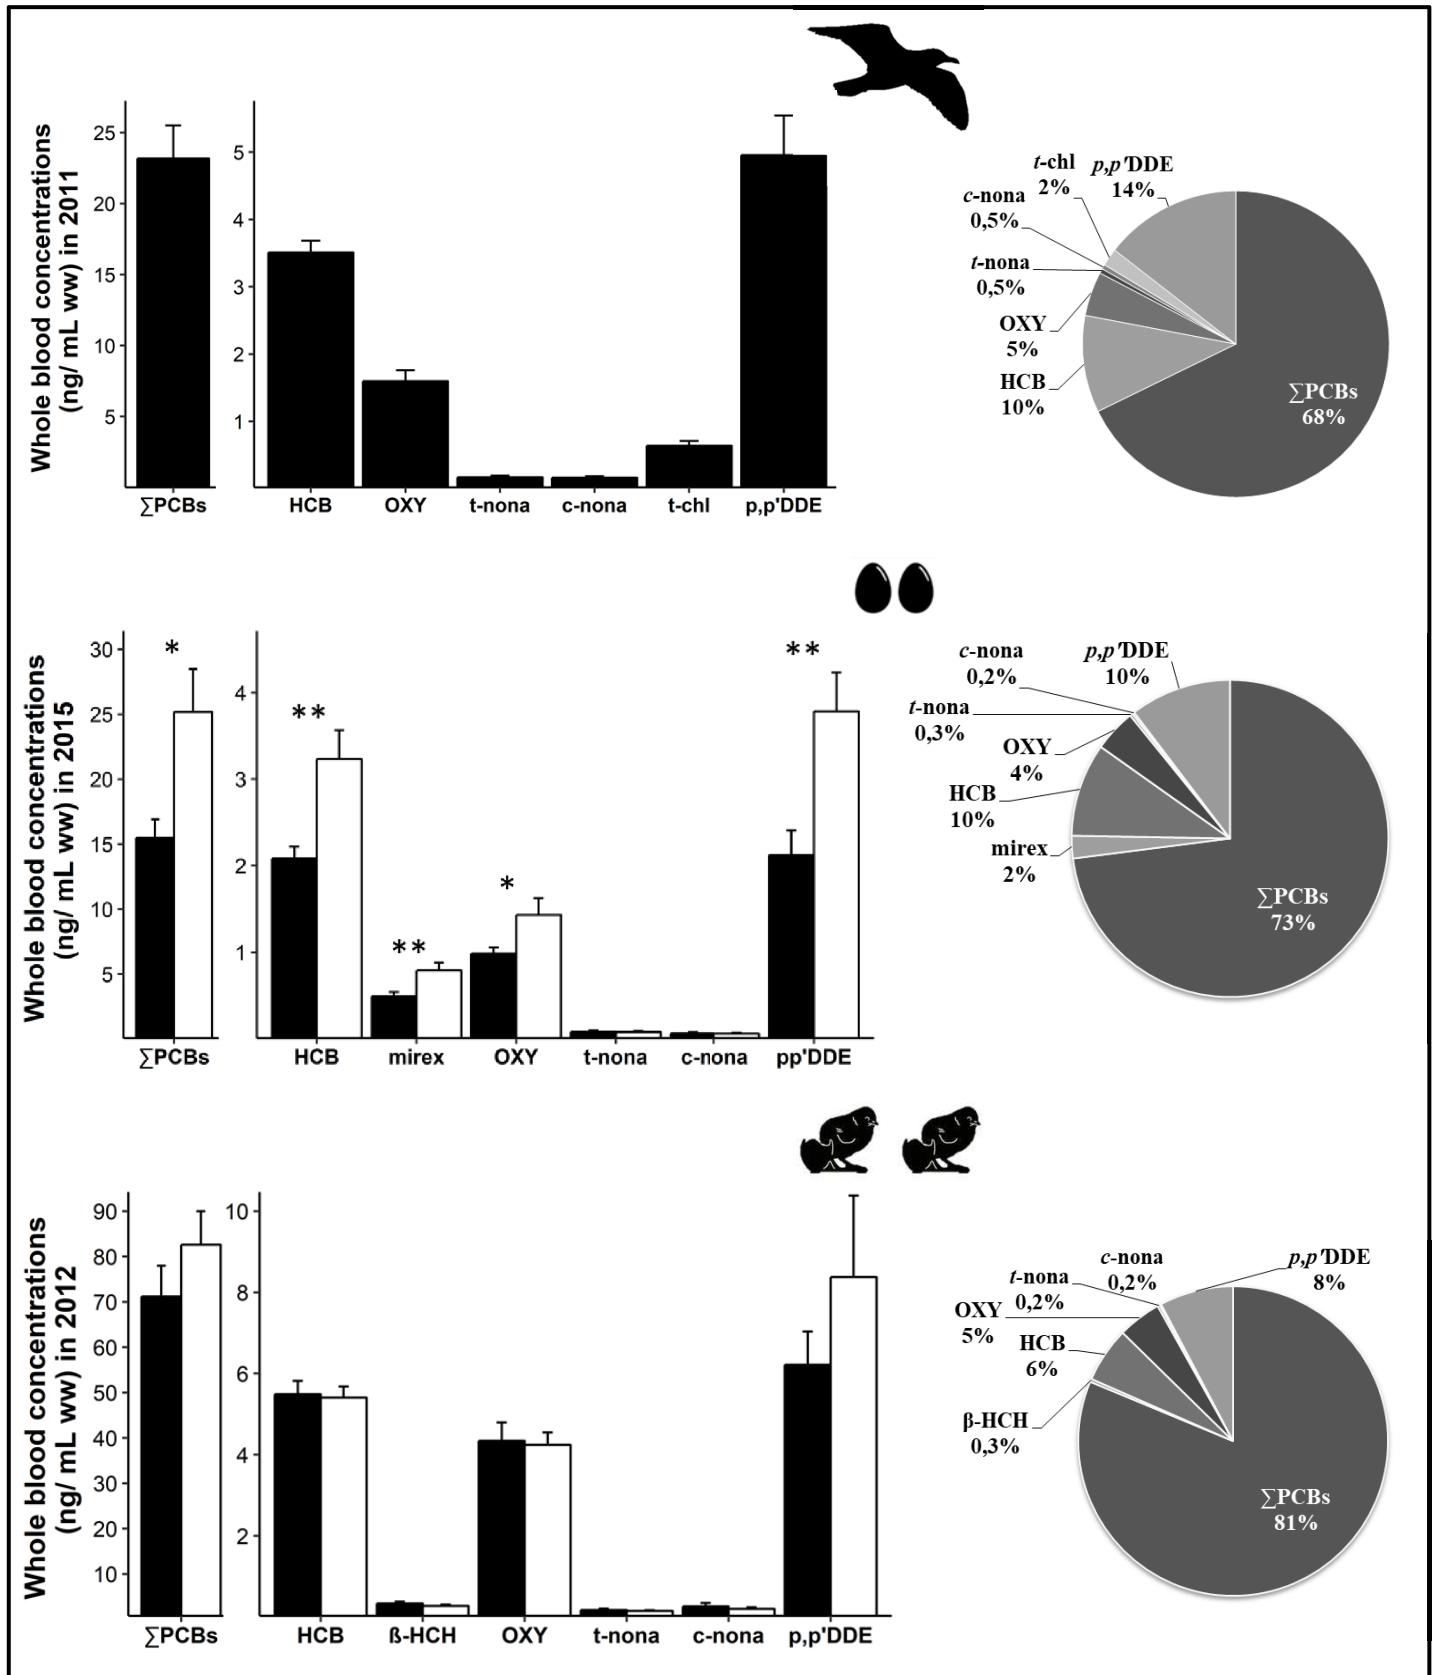 Whole blood concentrations
(ng/ mL ww) in 2011
25
20
15
10
5
5
4
3
2
1
∑PCBs
HCB
OXY
t-nona
c-nona
t-chl
p,p'DDE
t-chl
2%
p,p'DDE
14%
c-nona
0,5%
t-nona
0,5%
OXY
5%
HCB
10%
∑PCBs
68%
Whole blood concentrations
(ng/ mL ww) in 2015
30
25
20
15
10
5
4
3
2
1
*
**
**
*
**
∑PCBs
HCB
mirex
OXY
t-nona
c-nona
pp'DDE
c-nona
0,2%
p,p'DDE
10%
t-nona
0,3%
OXY
4%
HCB
10%
mirex
2%
∑PCBs
73%
Whole blood concentrations
(ng/ mL ww) in 2012
90
80
70
60
50
40
30
20
10
10
8
6
4
2
∑PCBs
HCB
ß-HCH
OXY
t-nona
c-nona
p,p'DDE
c-nona
0,2%
p,p'DDE
8%
t-nona
0,2%
OXY
5%
HCB
6%
β-HCH
0,3%
∑PCBs
81%